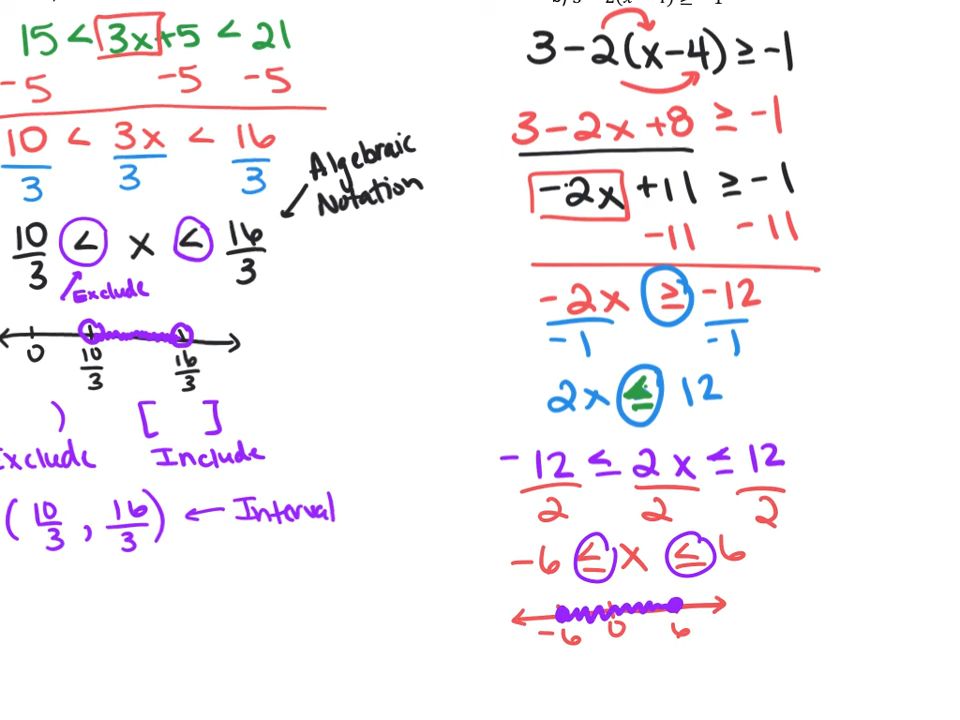 15 < 3x + 5 < 21
-5 -5 -5
10 < 3x < 16
3 3 3
Algebraic
Notation
10/3 < x < 16/3
Exclude
0 10/3 16/3
) [ ]
Exclude Include
(10/3, 16/3) ← Interval
3 - 2(x - 4) ≥ -1
3 - 2x + 8 ≥ -1
-2x + 11 ≥ -1
-11 -11
-2x ≥ -12
-1 -1
2x ≤ 12
-12 ≤ 2x ≤ 12
2 2 2
-6 ≤ x ≤ 6
-6 0 6